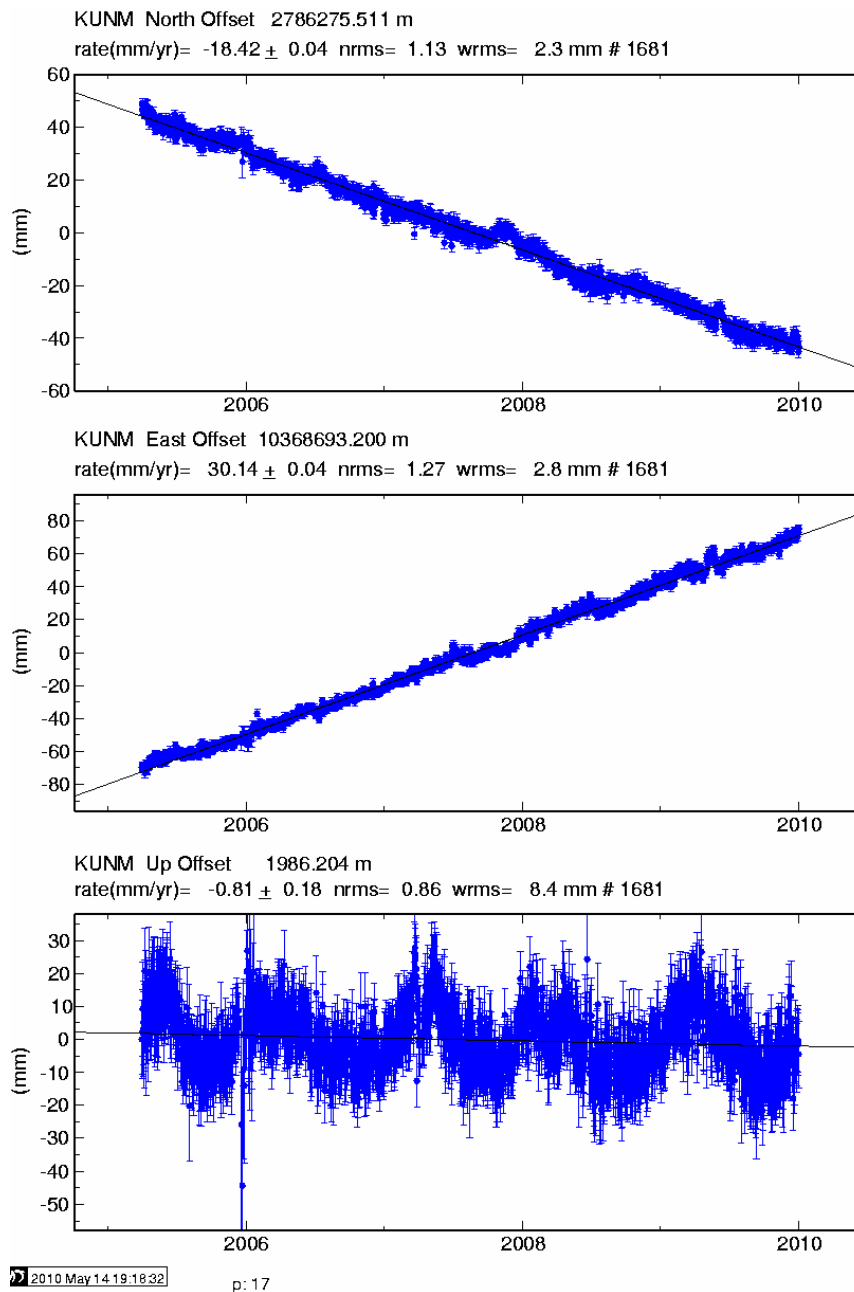 KUNM North Offset 2786275.511 m
rate(mm/yr)= -18.42 ± 0.04 nrms= 1.13 wrms= 2.3 mm # 1681
60
40
20
0
-20
-40
-60
(mm)
2006 2008 2010
KUNM East Offset 10368693.200 m
rate(mm/yr)= 30.14 ± 0.04 nrms= 1.27 wrms= 2.8 mm # 1681
80
60
40
20
0
-20
-40
-60
-80
(mm)
2006 2008 2010
KUNM Up Offset 1986.204 m
rate(mm/yr)= -0.81 ± 0.18 nrms= 0.86 wrms= 8.4 mm # 1681
30
20
10
0
-10
-20
-30
-40
-50
(mm)
2006 2008 2010
2010 May 14 19:18:32
p: 17